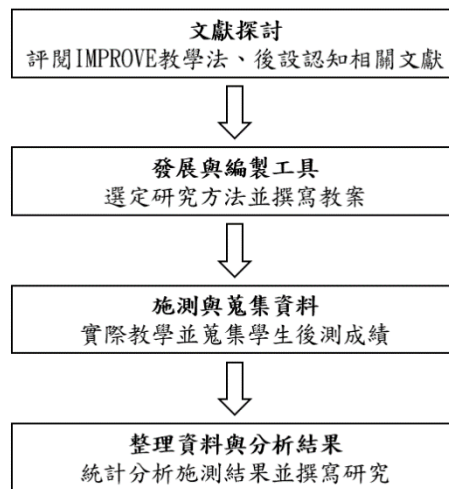 文獻探討
評閱IMPROVE教學法、後設認知相關文獻
發展與編製工具
選定研究方法並撰寫教案
施測與蒐集資料
實際教學並蒐集學生後測成績
整理資料與分析結果
統計分析施測結果並撰寫研究